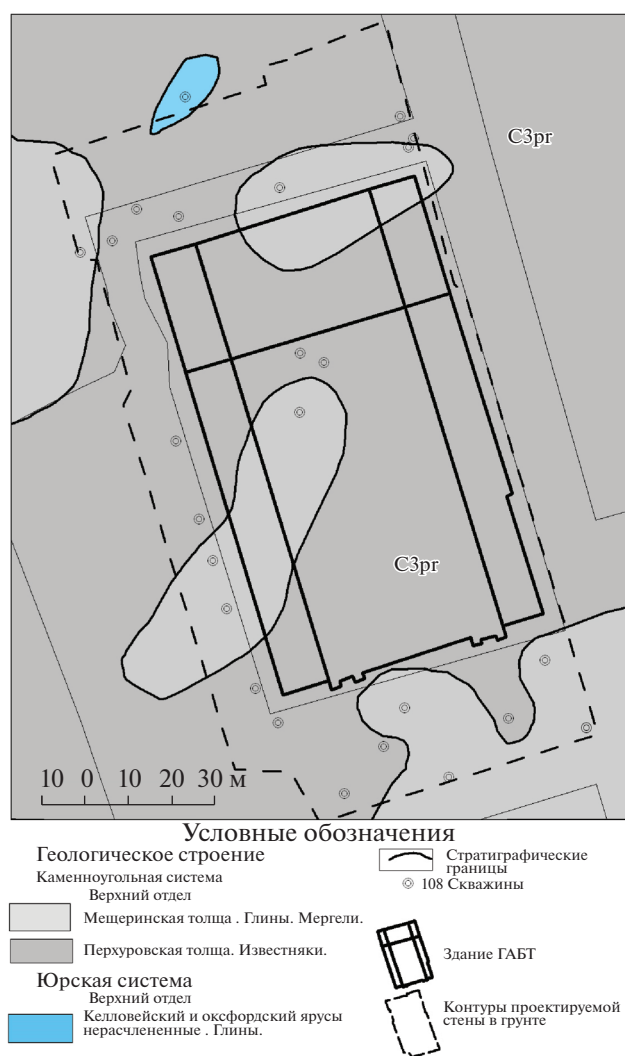 C3pr
C3pr
10 0 10 20 30 м
Условные обозначения
Геологическое строение
Каменноугольная система
Верхний отдел
Мещеринская толща . Глины. Мергели.
Перхуровская толща. Известняки.
Юрская система
Верхний отдел
Келловейский и оксфордский ярусы
нерасчлененные . Глины.
Стратиграфические
границы
108 Скважины
Здание ГАБТ
Контуры проектируемой
стены в грунте